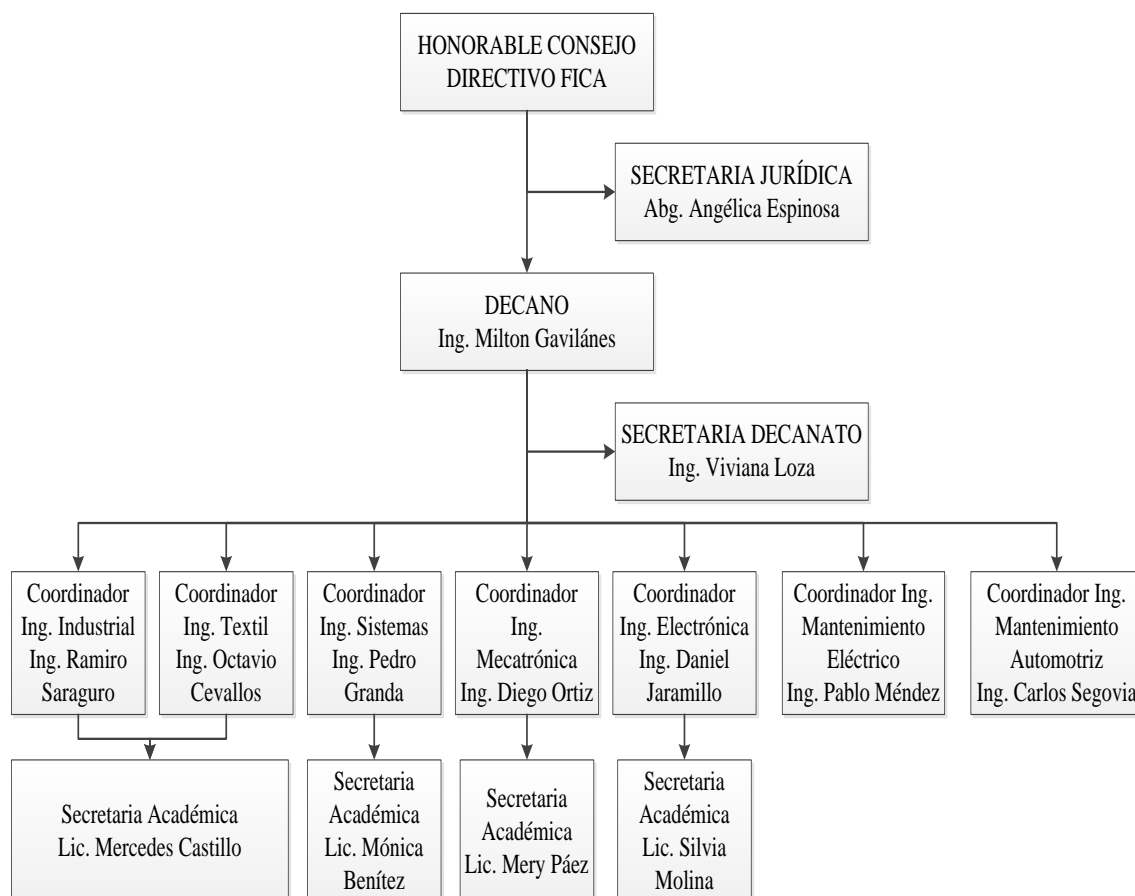 HONORABLE CONSEJO
DIRECTIVO FICA
SECRETARIA JURÍDICA
Abg. Angélica Espinosa
DECANO
Ing. Milton Gavilánes
SECRETARIA DECANATO
Ing. Viviana Loza
Coordinador
Ing. Industrial
Ing. Ramiro
Saraguro
Coordinador
Ing. Textil
Ing. Octavio
Cevallos
Coordinador
Ing. Sistemas
Ing. Pedro
Granda
Coordinador
Ing.
Mecatrónica
Ing. Diego Ortiz
Coordinador
Ing. Electrónica
Ing. Daniel
Jaramillo
Coordinador Ing.
Mantenimiento
Eléctrico
Ing. Pablo Méndez
Coordinador Ing.
Mantenimiento
Automotriz
Ing. Carlos Segovia
Secretaria Académica
Lic. Mercedes Castillo
Secretaria
Académica
Lic. Mónica
Benítez
Secretaria
Académica
Lic. Mery Páez
Secretaria
Académica
Lic. Silvia
Molina